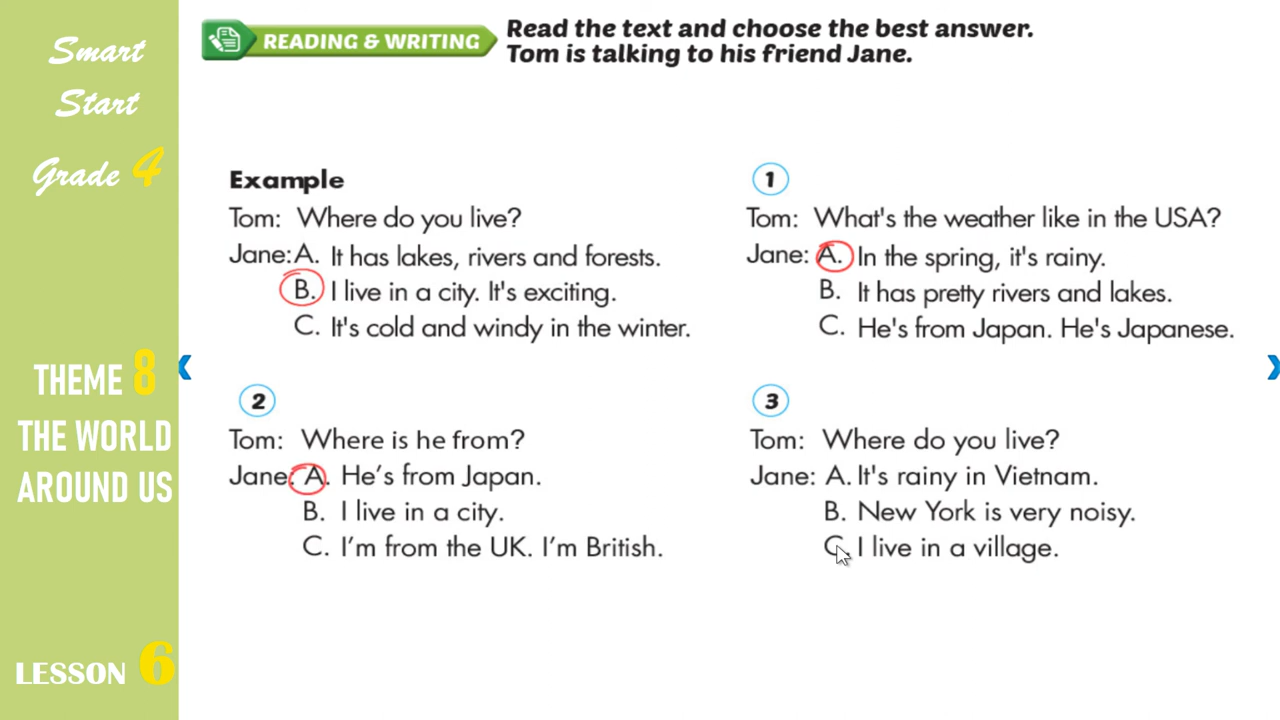 Smart
Start
Grade 4
THEME 8
THE WORLD
AROUND US
LESSON 6
READING & WRITING
Read the text and choose the best answer.
Tom is talking to his friend Jane.
Example
Tom: Where do you live?
Jane: A. It has lakes, rivers and forests.
B. I live in a city. It's exciting.
C. It's cold and windy in the winter.
1
Tom: What's the weather like in the USA?
Jane: A. In the spring, it's rainy.
B. It has pretty rivers and lakes.
C. He's from Japan. He's Japanese.
2
Tom: Where is he from?
Jane: A. He's from Japan.
B. I live in a city.
C. I'm from the UK. I'm British.
3
Tom: Where do you live?
Jane: A. It's rainy in Vietnam.
B. New York is very noisy.
C. I live in a village.